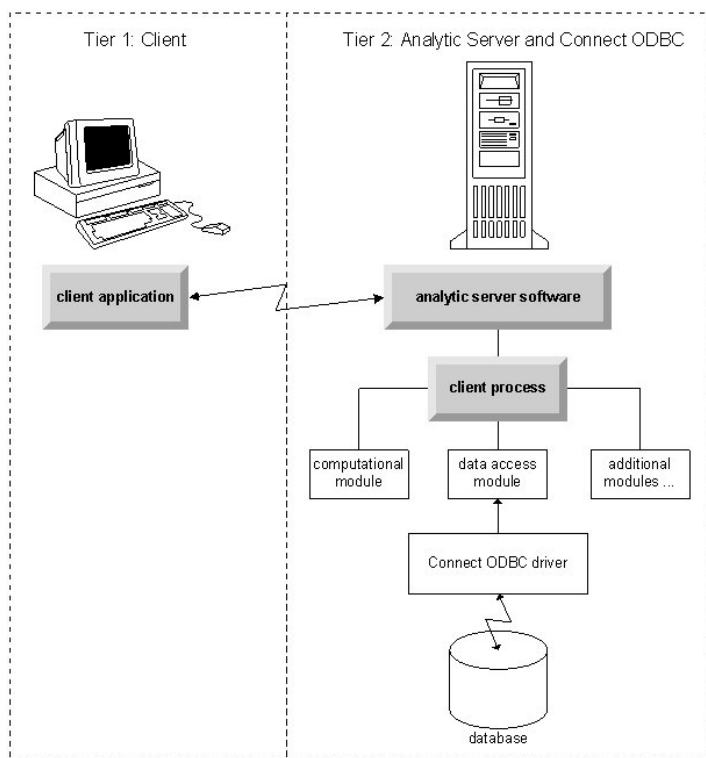 Tier 1: Client
Tier 2: Analytic Server and Connect ODBC
client application
analytic server software
client process
computational
module
data access
module
additional
modules ...
Connect ODBC driver
database